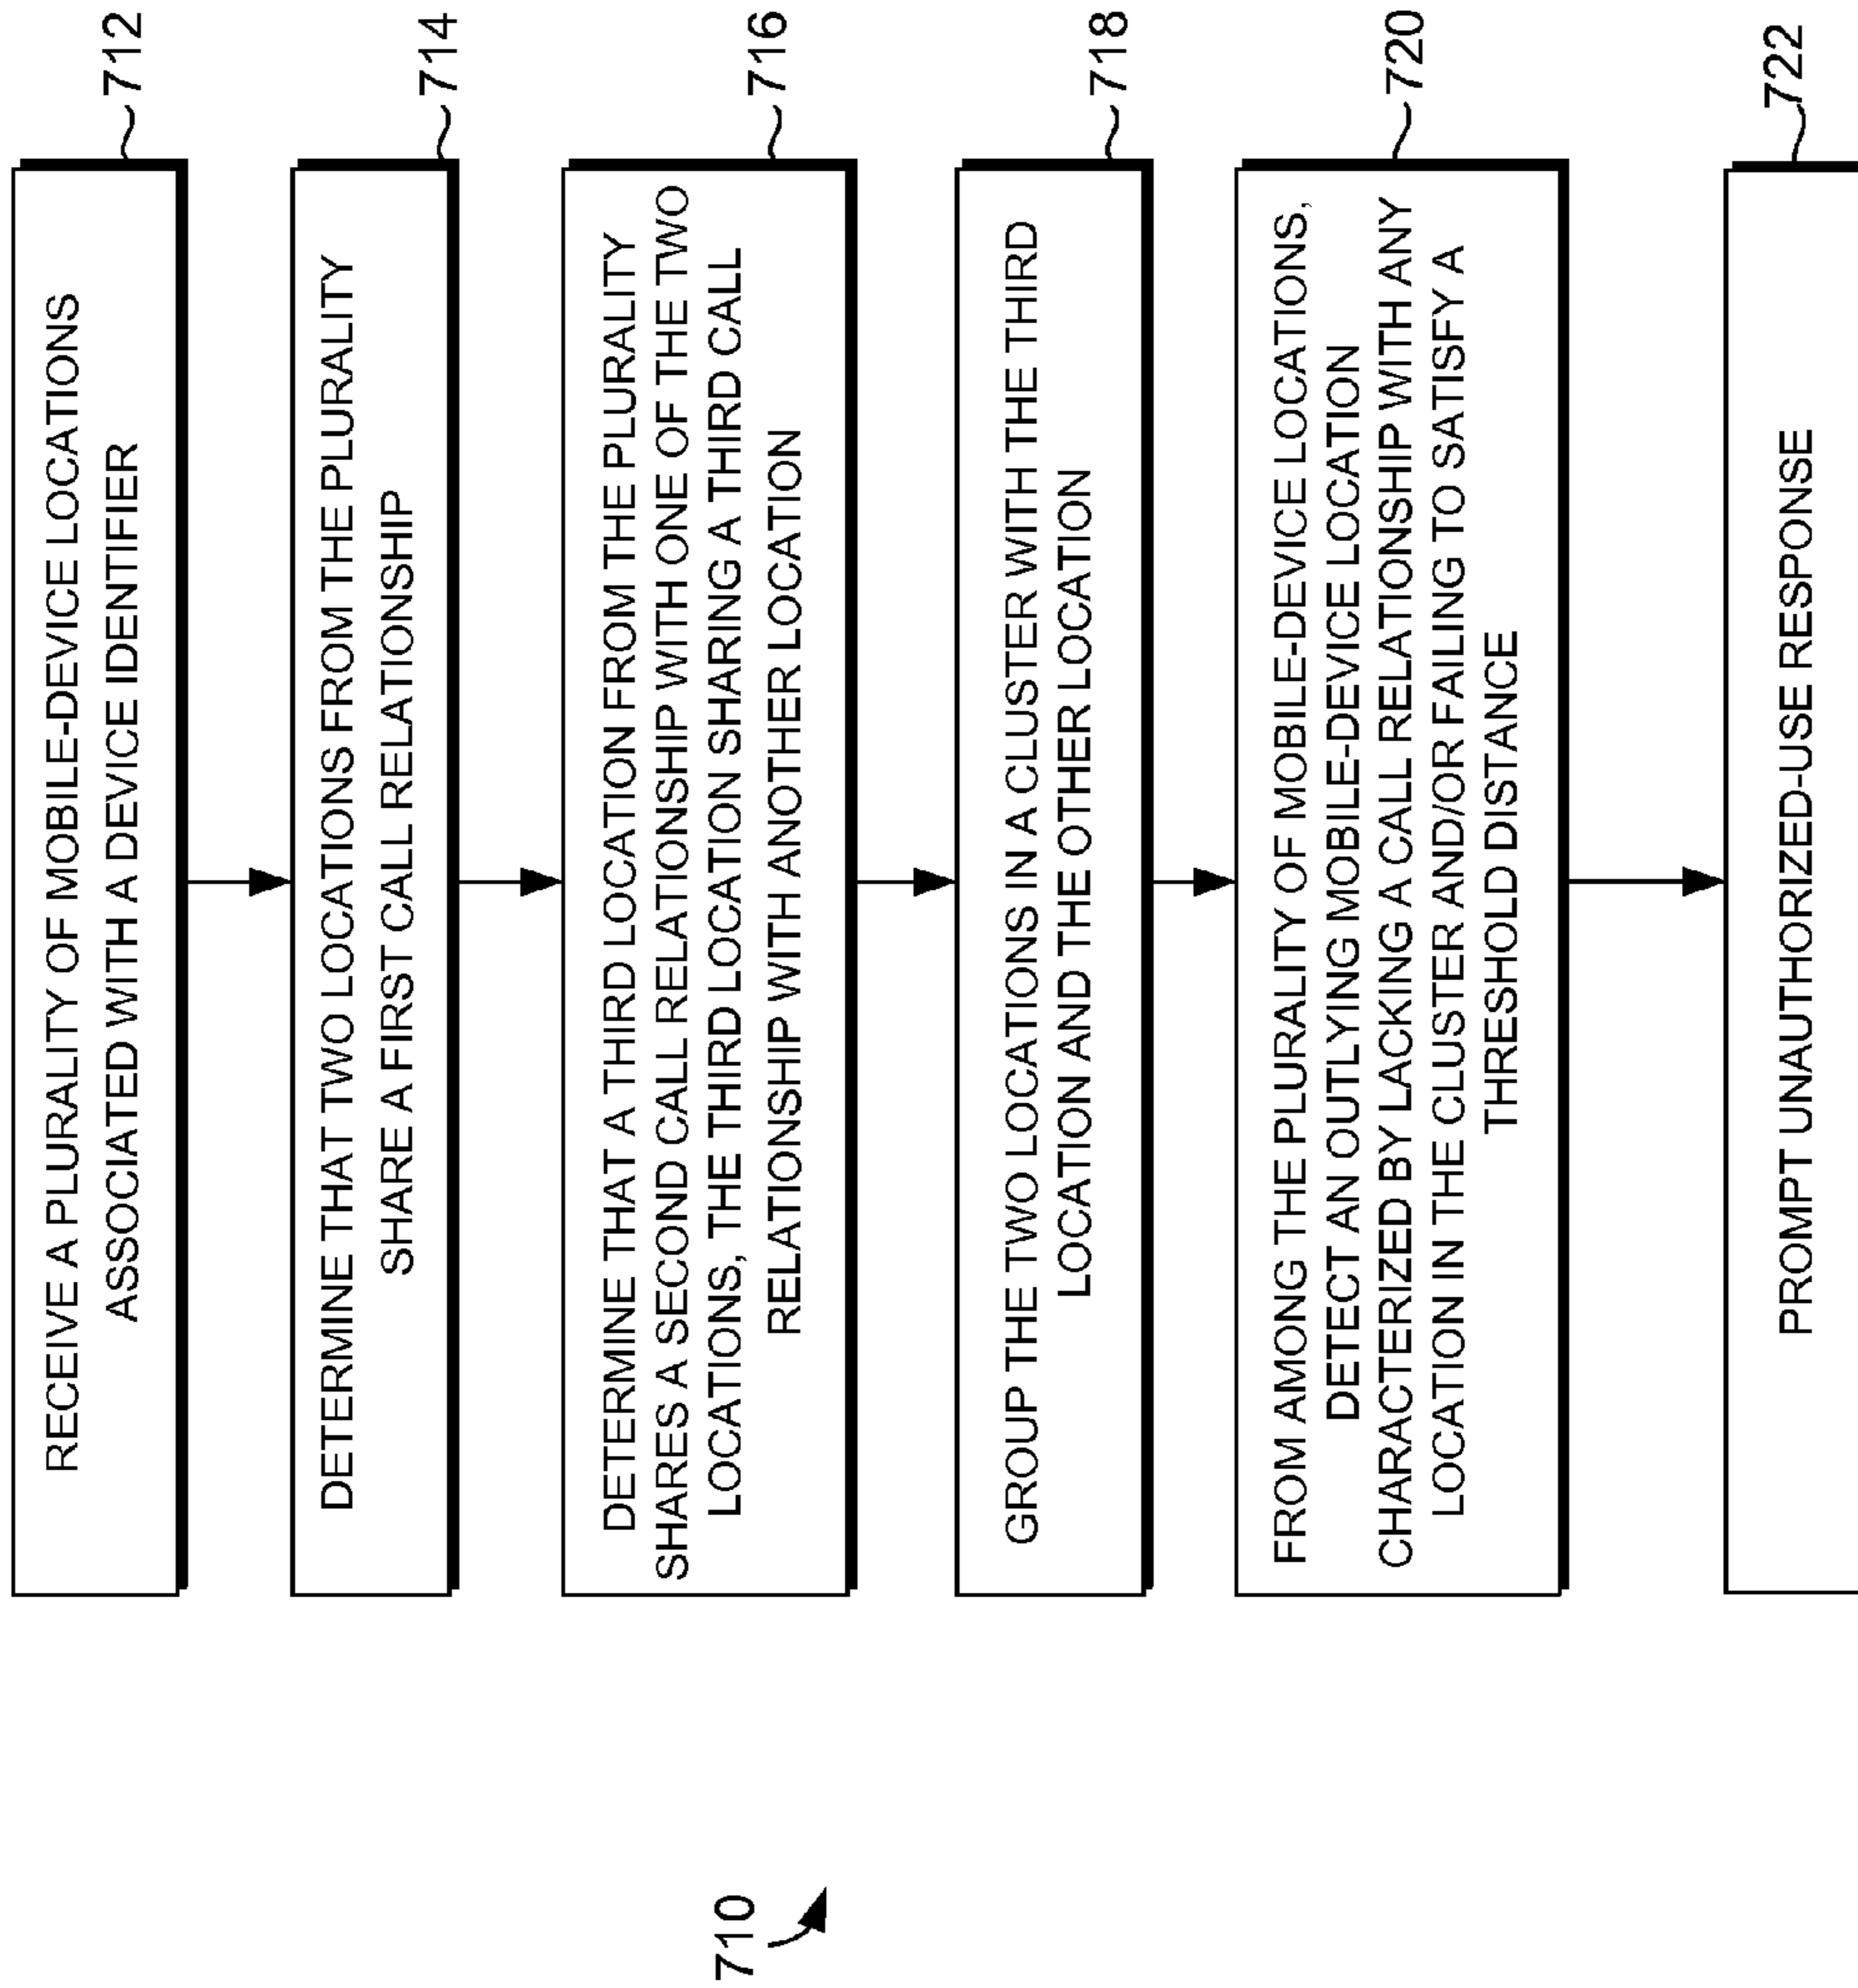 RECEIVE A PLURALITY OF MOBILE-DEVICE LOCATIONS
ASSOCIATED WITH A DEVICE IDENTIFIER
712
DETERMINE THAT TWO LOCATIONS FROM THE PLURALITY
SHARE A FIRST CALL RELATIONSHIP
714
DETERMINE THAT A THIRD LOCATION FROM THE PLURALITY
SHARES A SECOND CALL RELATIONSHIP WITH ONE OF THE TWO
LOCATIONS, THE THIRD LOCATION SHARING A THIRD CALL
RELATIONSHIP WITH ANOTHER LOCATION
716
GROUP THE TWO LOCATIONS IN A CLUSTER WITH THE THIRD
LOCATION AND THE OTHER LOCATION
718
FROM AMONG THE PLURALITY OF MOBILE-DEVICE LOCATIONS,
DETECT AN OUTLYING MOBILE-DEVICE LOCATION
CHARACTERIZED BY LACKING A CALL RELATIONSHIP WITH ANY
LOCATION IN THE CLUSTER AND/OR FAILING TO SATISFY A
THRESHOLD DISTANCE
720
PROMPT UNAUTHORIZED-USE RESPONSE
722
710